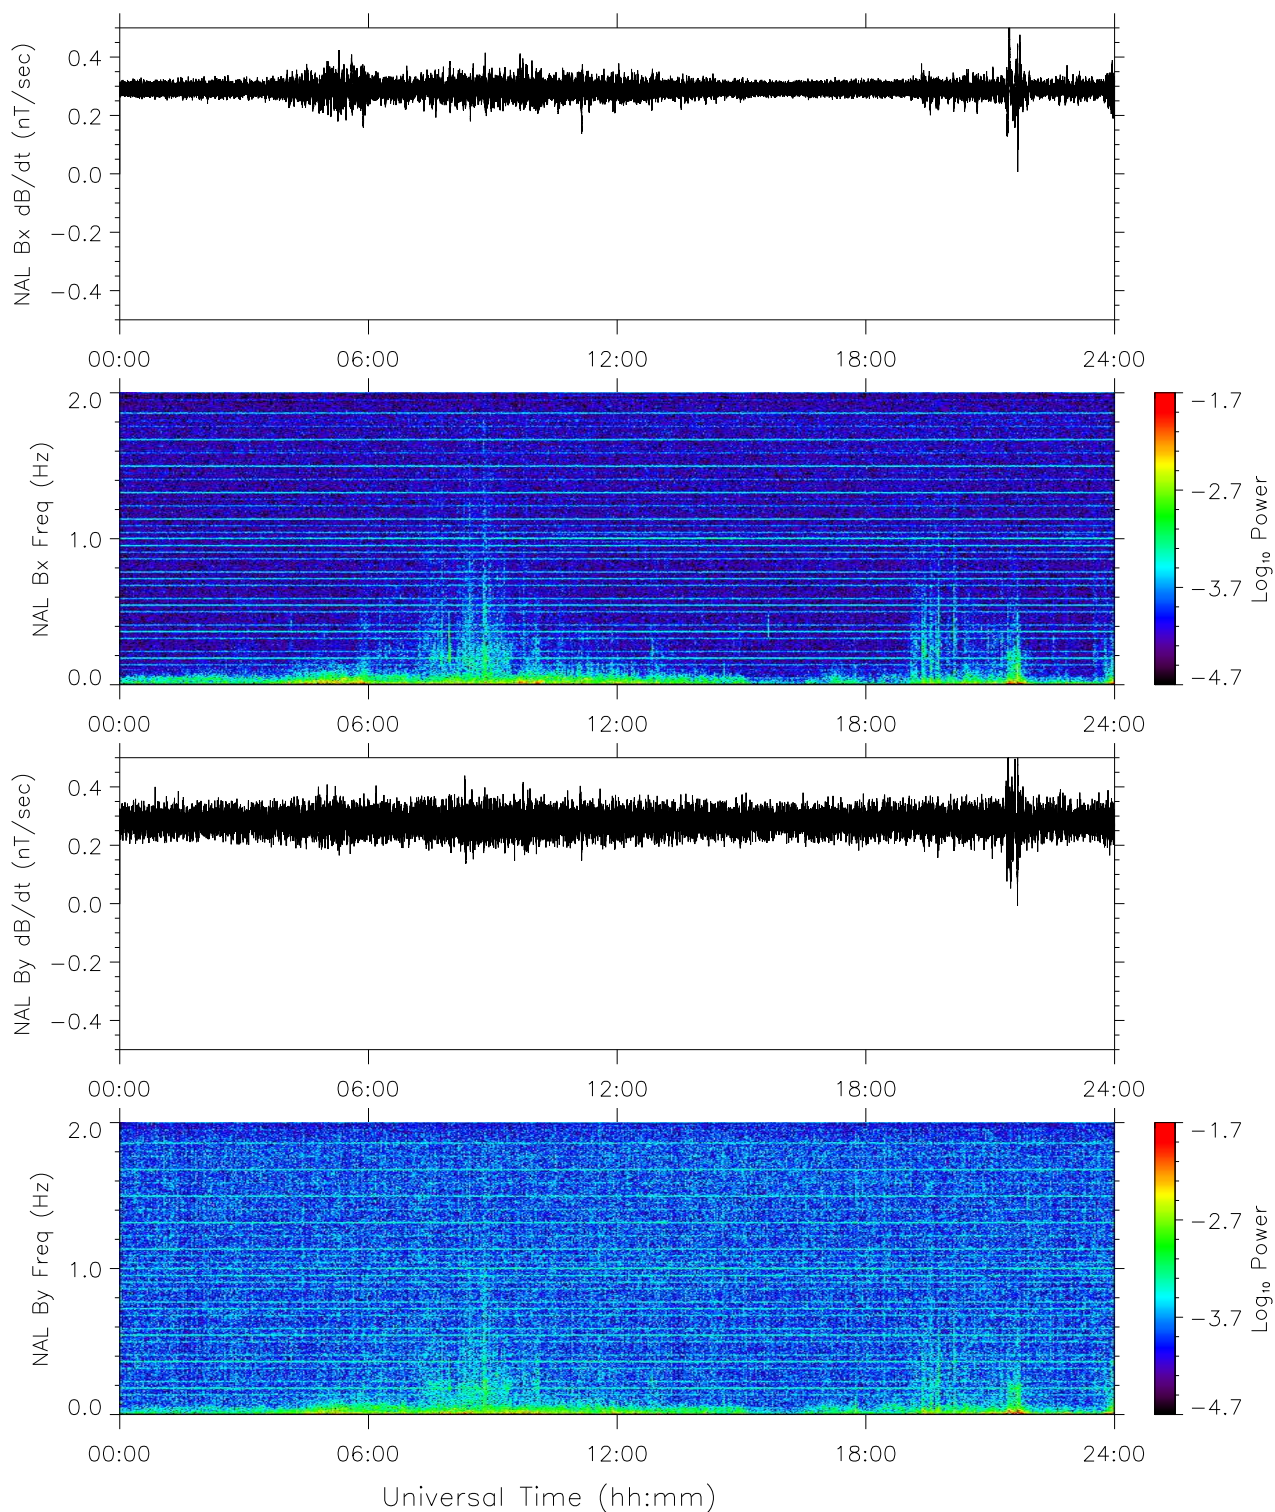 NAL Bx dB/dt (nT/sec)
0.4
0.2
0.0
−0.2
−0.4
00:00 06:00 12:00 18:00 24:00
NAL Bx Freq (Hz)
2.0
1.0
0.0
−1.7
−2.7
−3.7
−4.7
Log₁₀ Power
00:00 06:00 12:00 18:00 24:00
NAL By dB/dt (nT/sec)
0.4
0.2
0.0
−0.2
−0.4
00:00 06:00 12:00 18:00 24:00
NAL By Freq (Hz)
2.0
1.0
0.0
−1.7
−2.7
−3.7
−4.7
Log₁₀ Power
00:00 06:00 12:00 18:00 24:00
Universal Time (hh:mm)